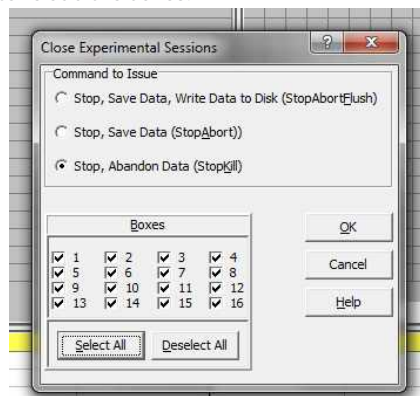 Close Experimental Sessions
Command to Issue
Stop, Save Data, Write Data to Disk (StopAbortFlush)
Stop, Save Data (StopAbort))
Stop, Abandon Data (StopKill)
Boxes
1 2 3 4
5 6 7 8
9 10 11 12
13 14 15 16
Select All
Deselect All
OK
Cancel
Help